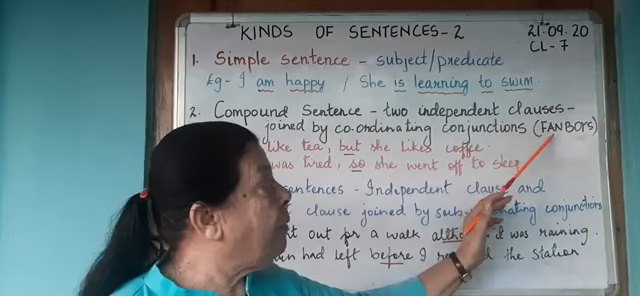 KINDS OF SENTENCES-2
21.09.20
CL-7
1. Simple sentence - subject/predicate
Eg- I am happy / She is learning to swim.
2. Compound Sentence - two independent clauses-
joined by co-ordinating conjunctions (FANBOYS)
like tea, but she likes coffee.
was tired, so she went off to sleep
sentences - Independent clause and
clause joined by conjunctions
out for a walk it was raining.
had left before I the station